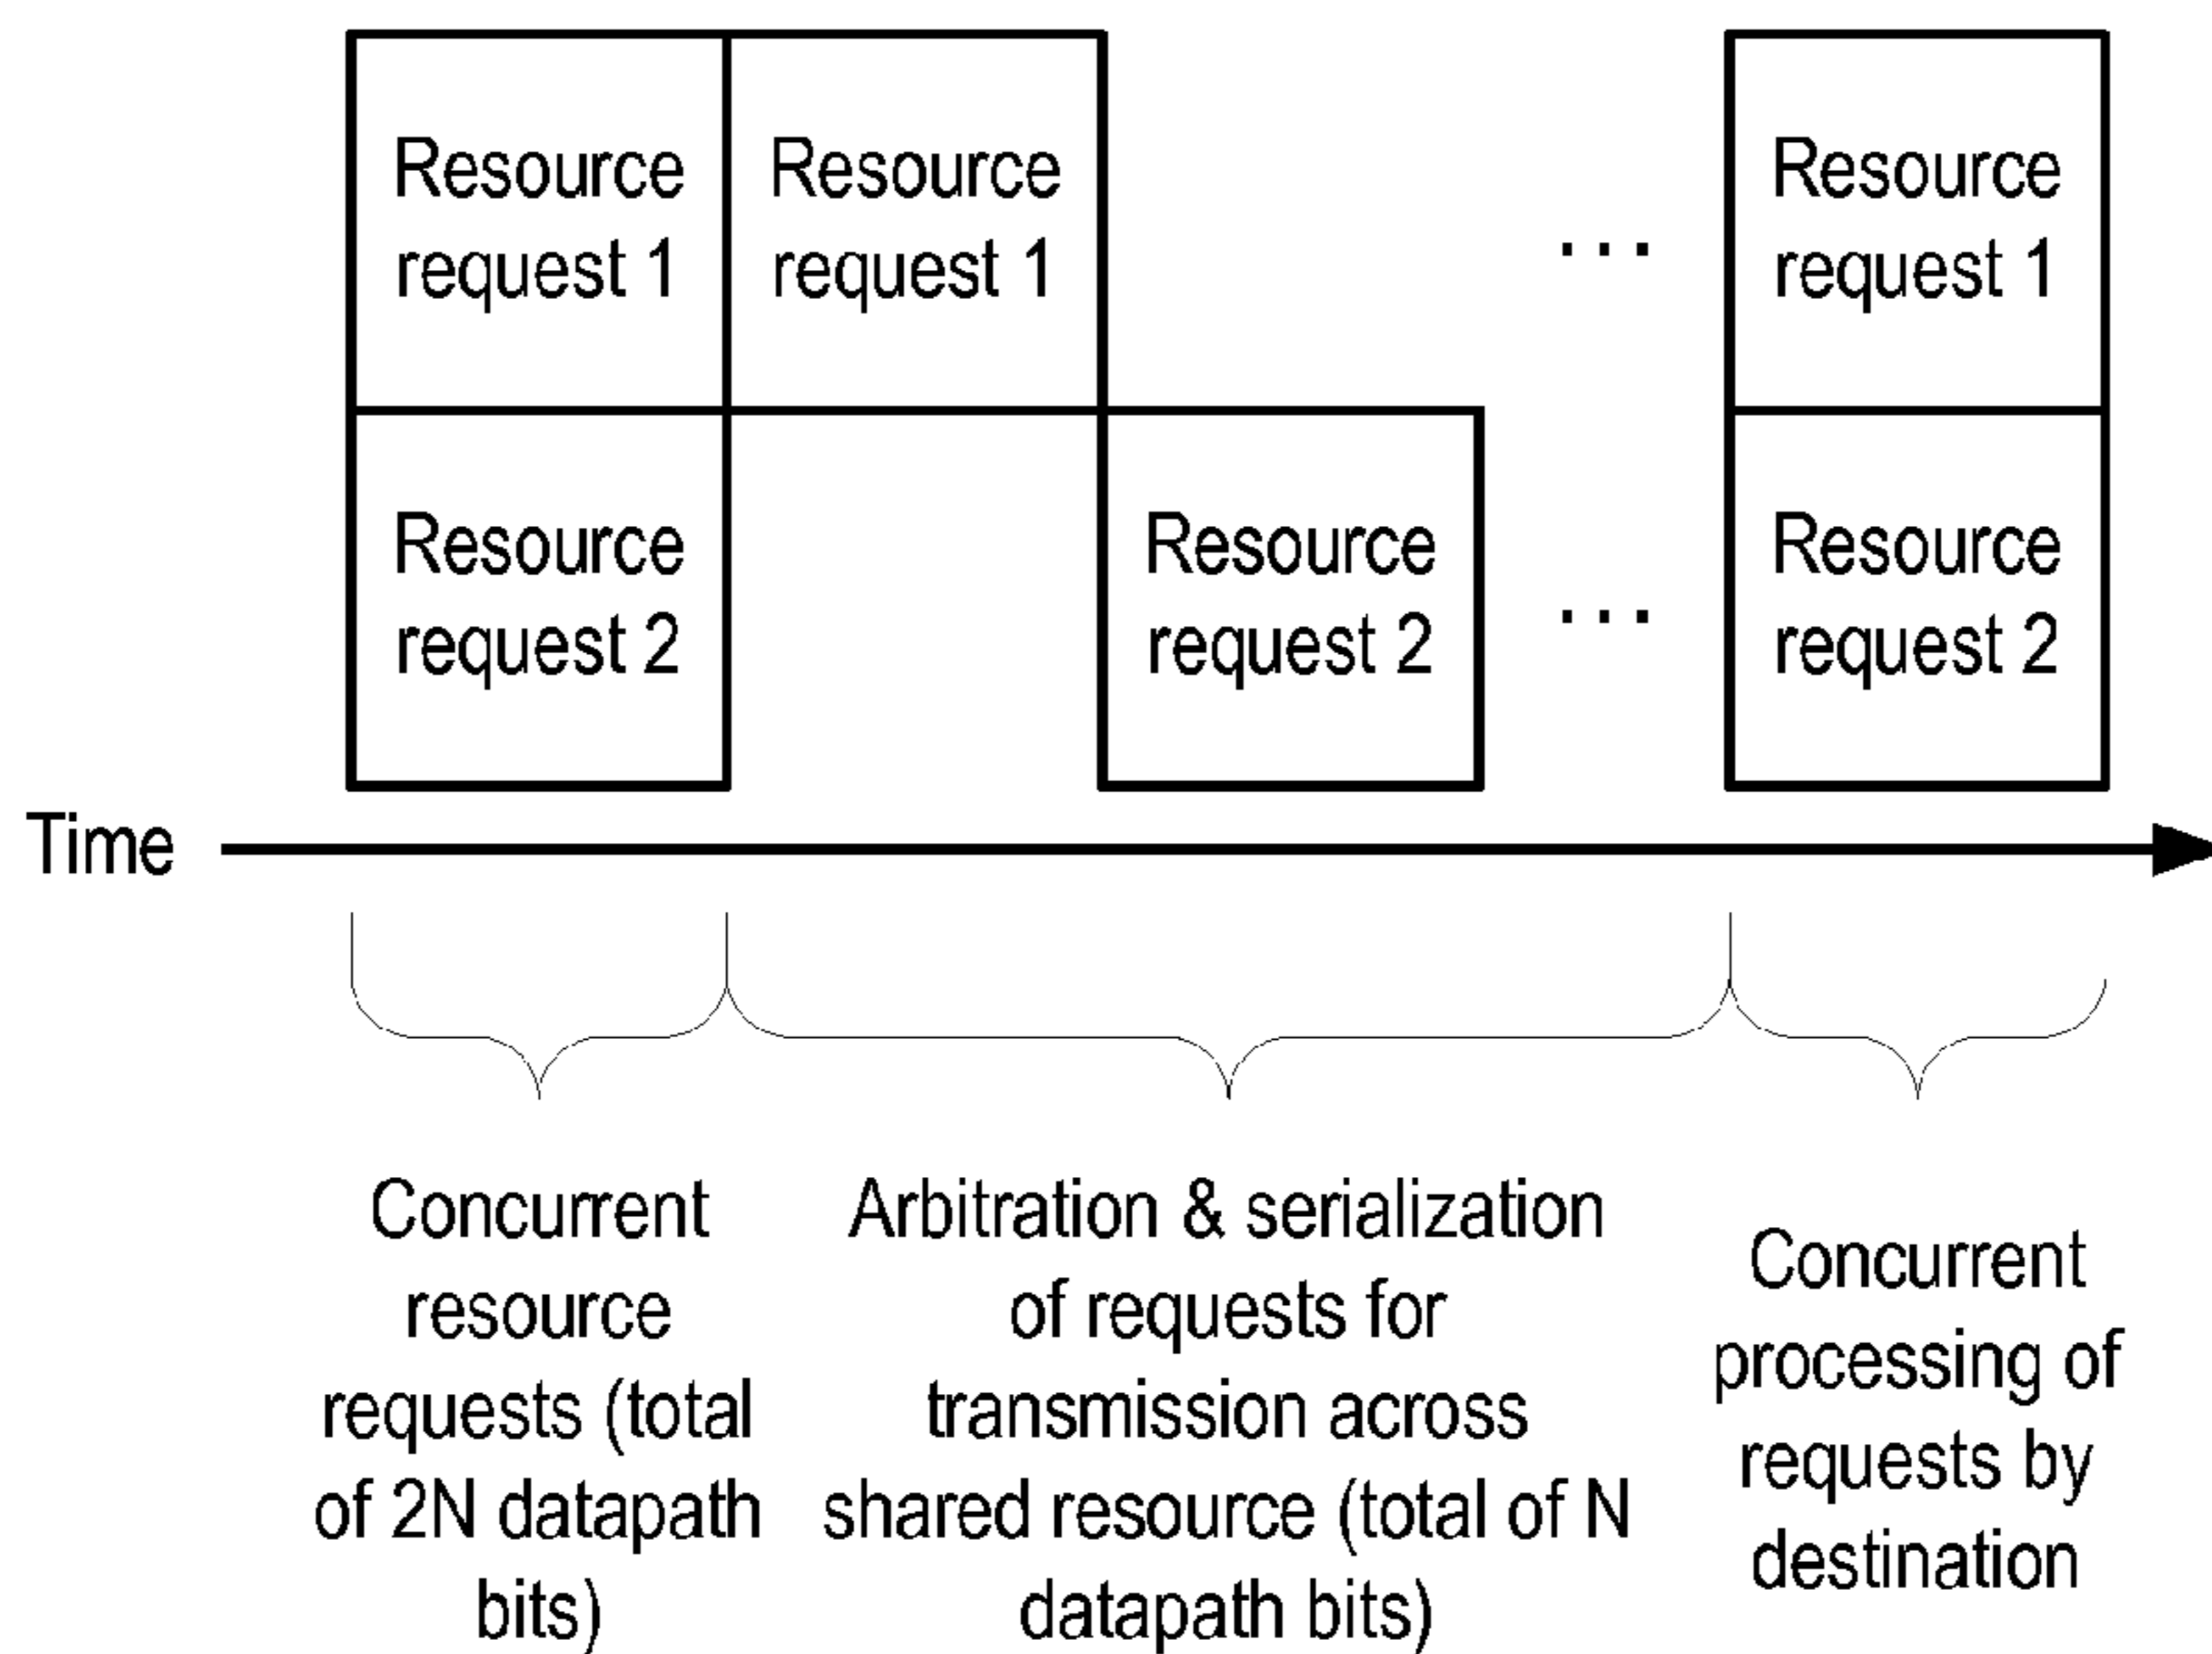 Resource
request 1
Resource
request 1
...
Resource
request 1
Resource
request 2
Resource
request 2
...
Resource
request 2
Time
Concurrent
resource
requests (total
of 2N datapath
bits)
Arbitration & serialization
of requests for
transmission across
shared resource (total of N
datapath bits)
Concurrent
processing of
requests by
destination